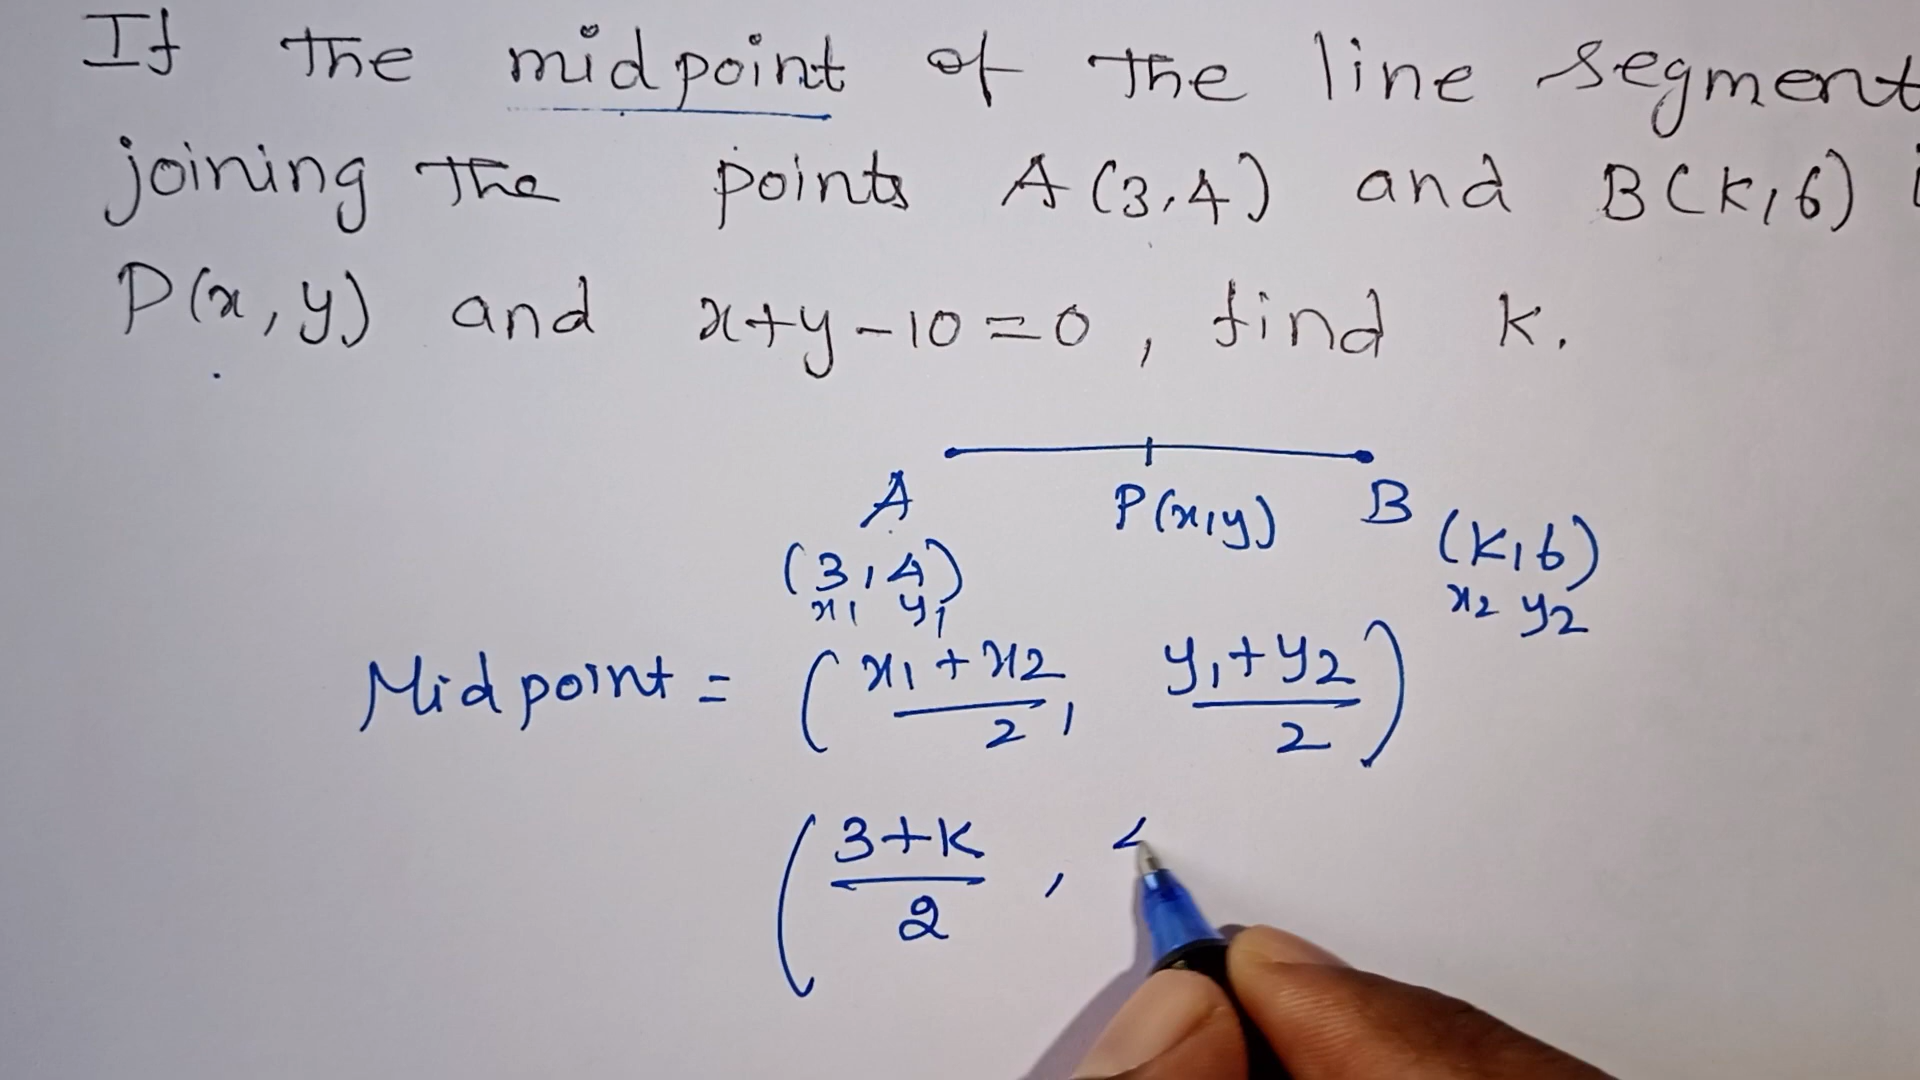 If the midpoint of the line segment
joining the points A(3,4) and B(K,6)
P(x,y) and x+y-10=0, find K.
A P(x,y) B
(3,4) (K,6)
x1 y1 x2 y2
Midpoint = (x1+x2/2, y1+y2/2)
(3+K/2 , 4